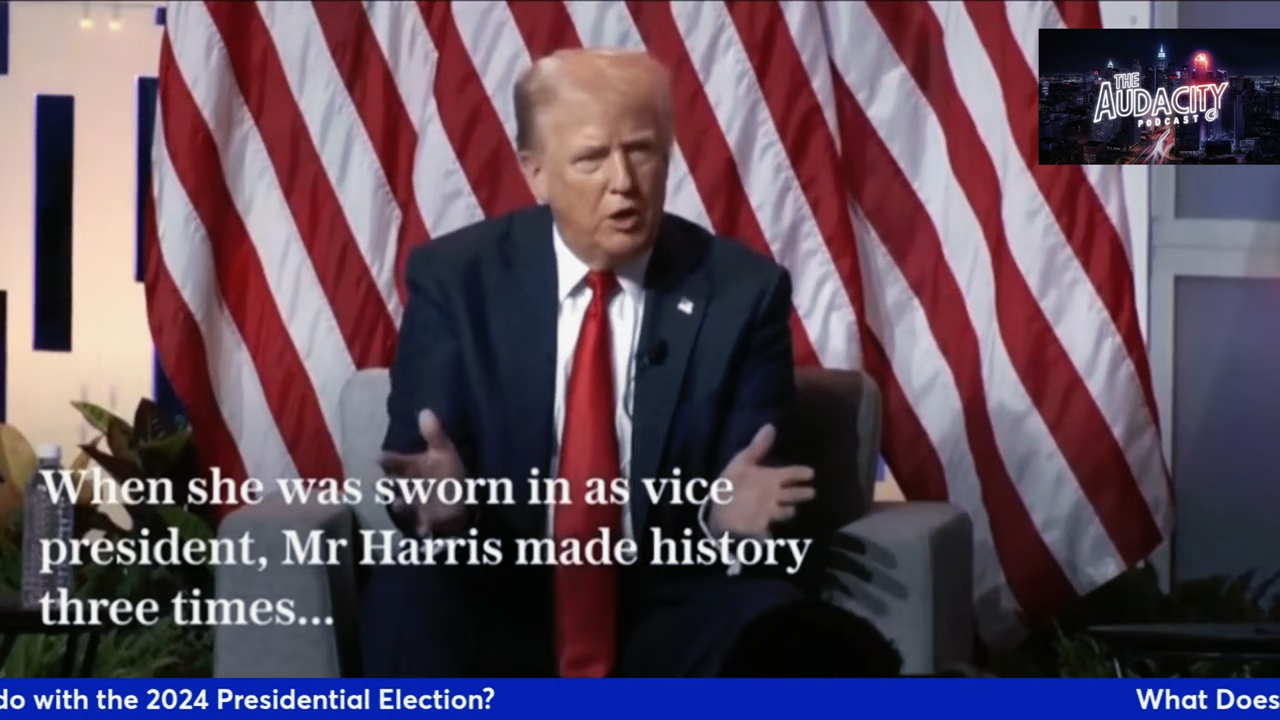 THE
AUDACITY
PODCAST
When she was sworn in as vice
president, Mr Harris made history
three times...
do with the 2024 Presidential Election?
What Does